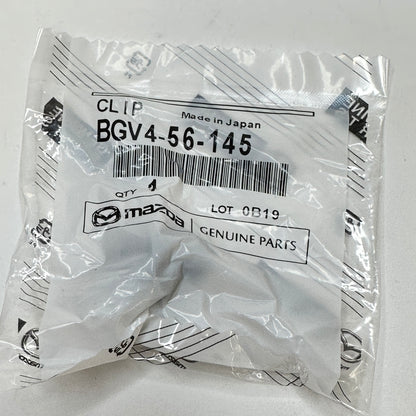 CLIP Made in Japan
BGV4-56-145
QTY 1 LOT 0B19
mazda GENUINE PARTS